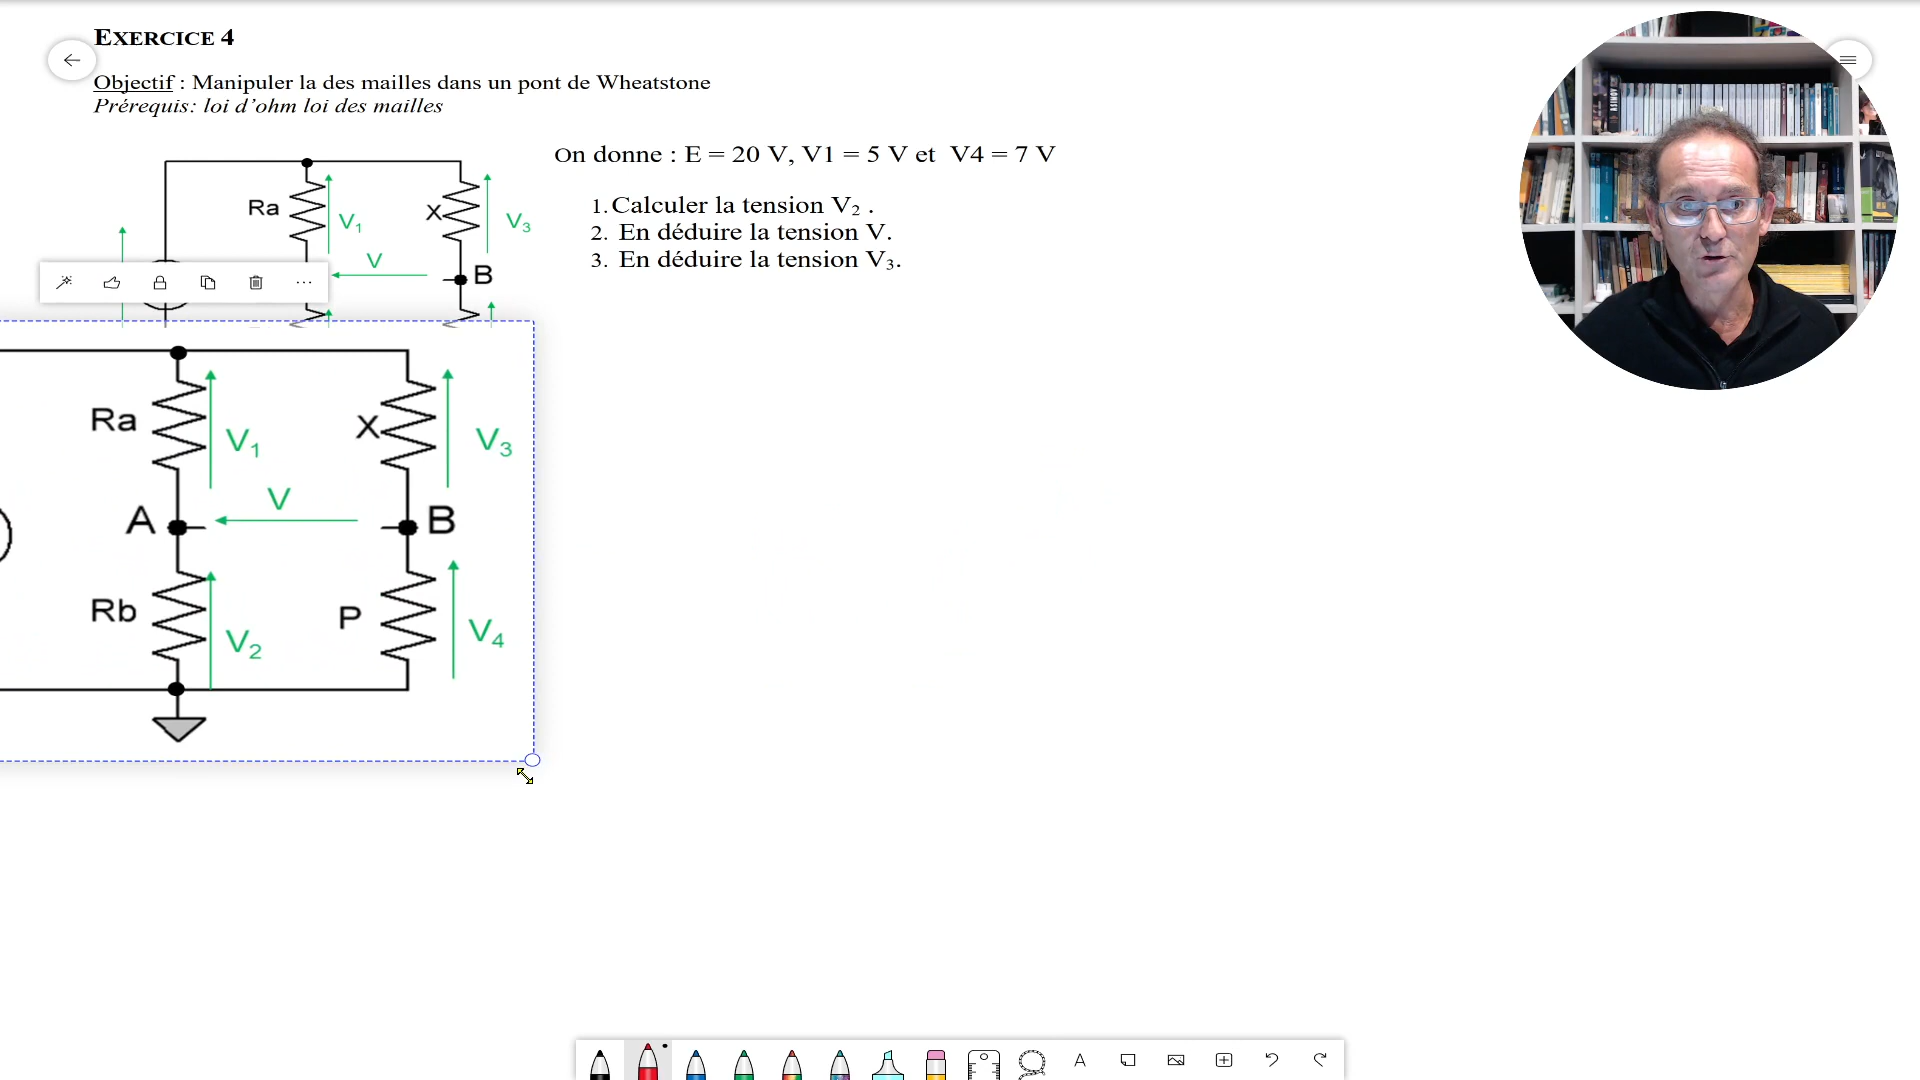 EXERCICE 4
Objectif : Manipuler la des mailles dans un pont de Wheatstone
Prérequis: loi d’ohm loi des mailles
On donne : E = 20 V, V1 = 5 V et V4 = 7 V
1. Calculer la tension V₂ .
2. En déduire la tension V.
3. En déduire la tension V₃.
Ra
V₁
X
V₃
V
B
Ra
V₁
X
V₃
V
A
B
Rb
V₂
P
V₄
ASIMOV
A